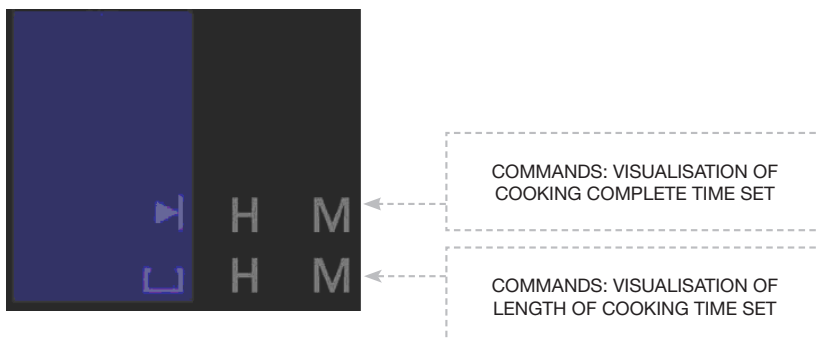 H M
COMMANDS: VISUALISATION OF
COOKING COMPLETE TIME SET
H M
COMMANDS: VISUALISATION OF
LENGTH OF COOKING TIME SET